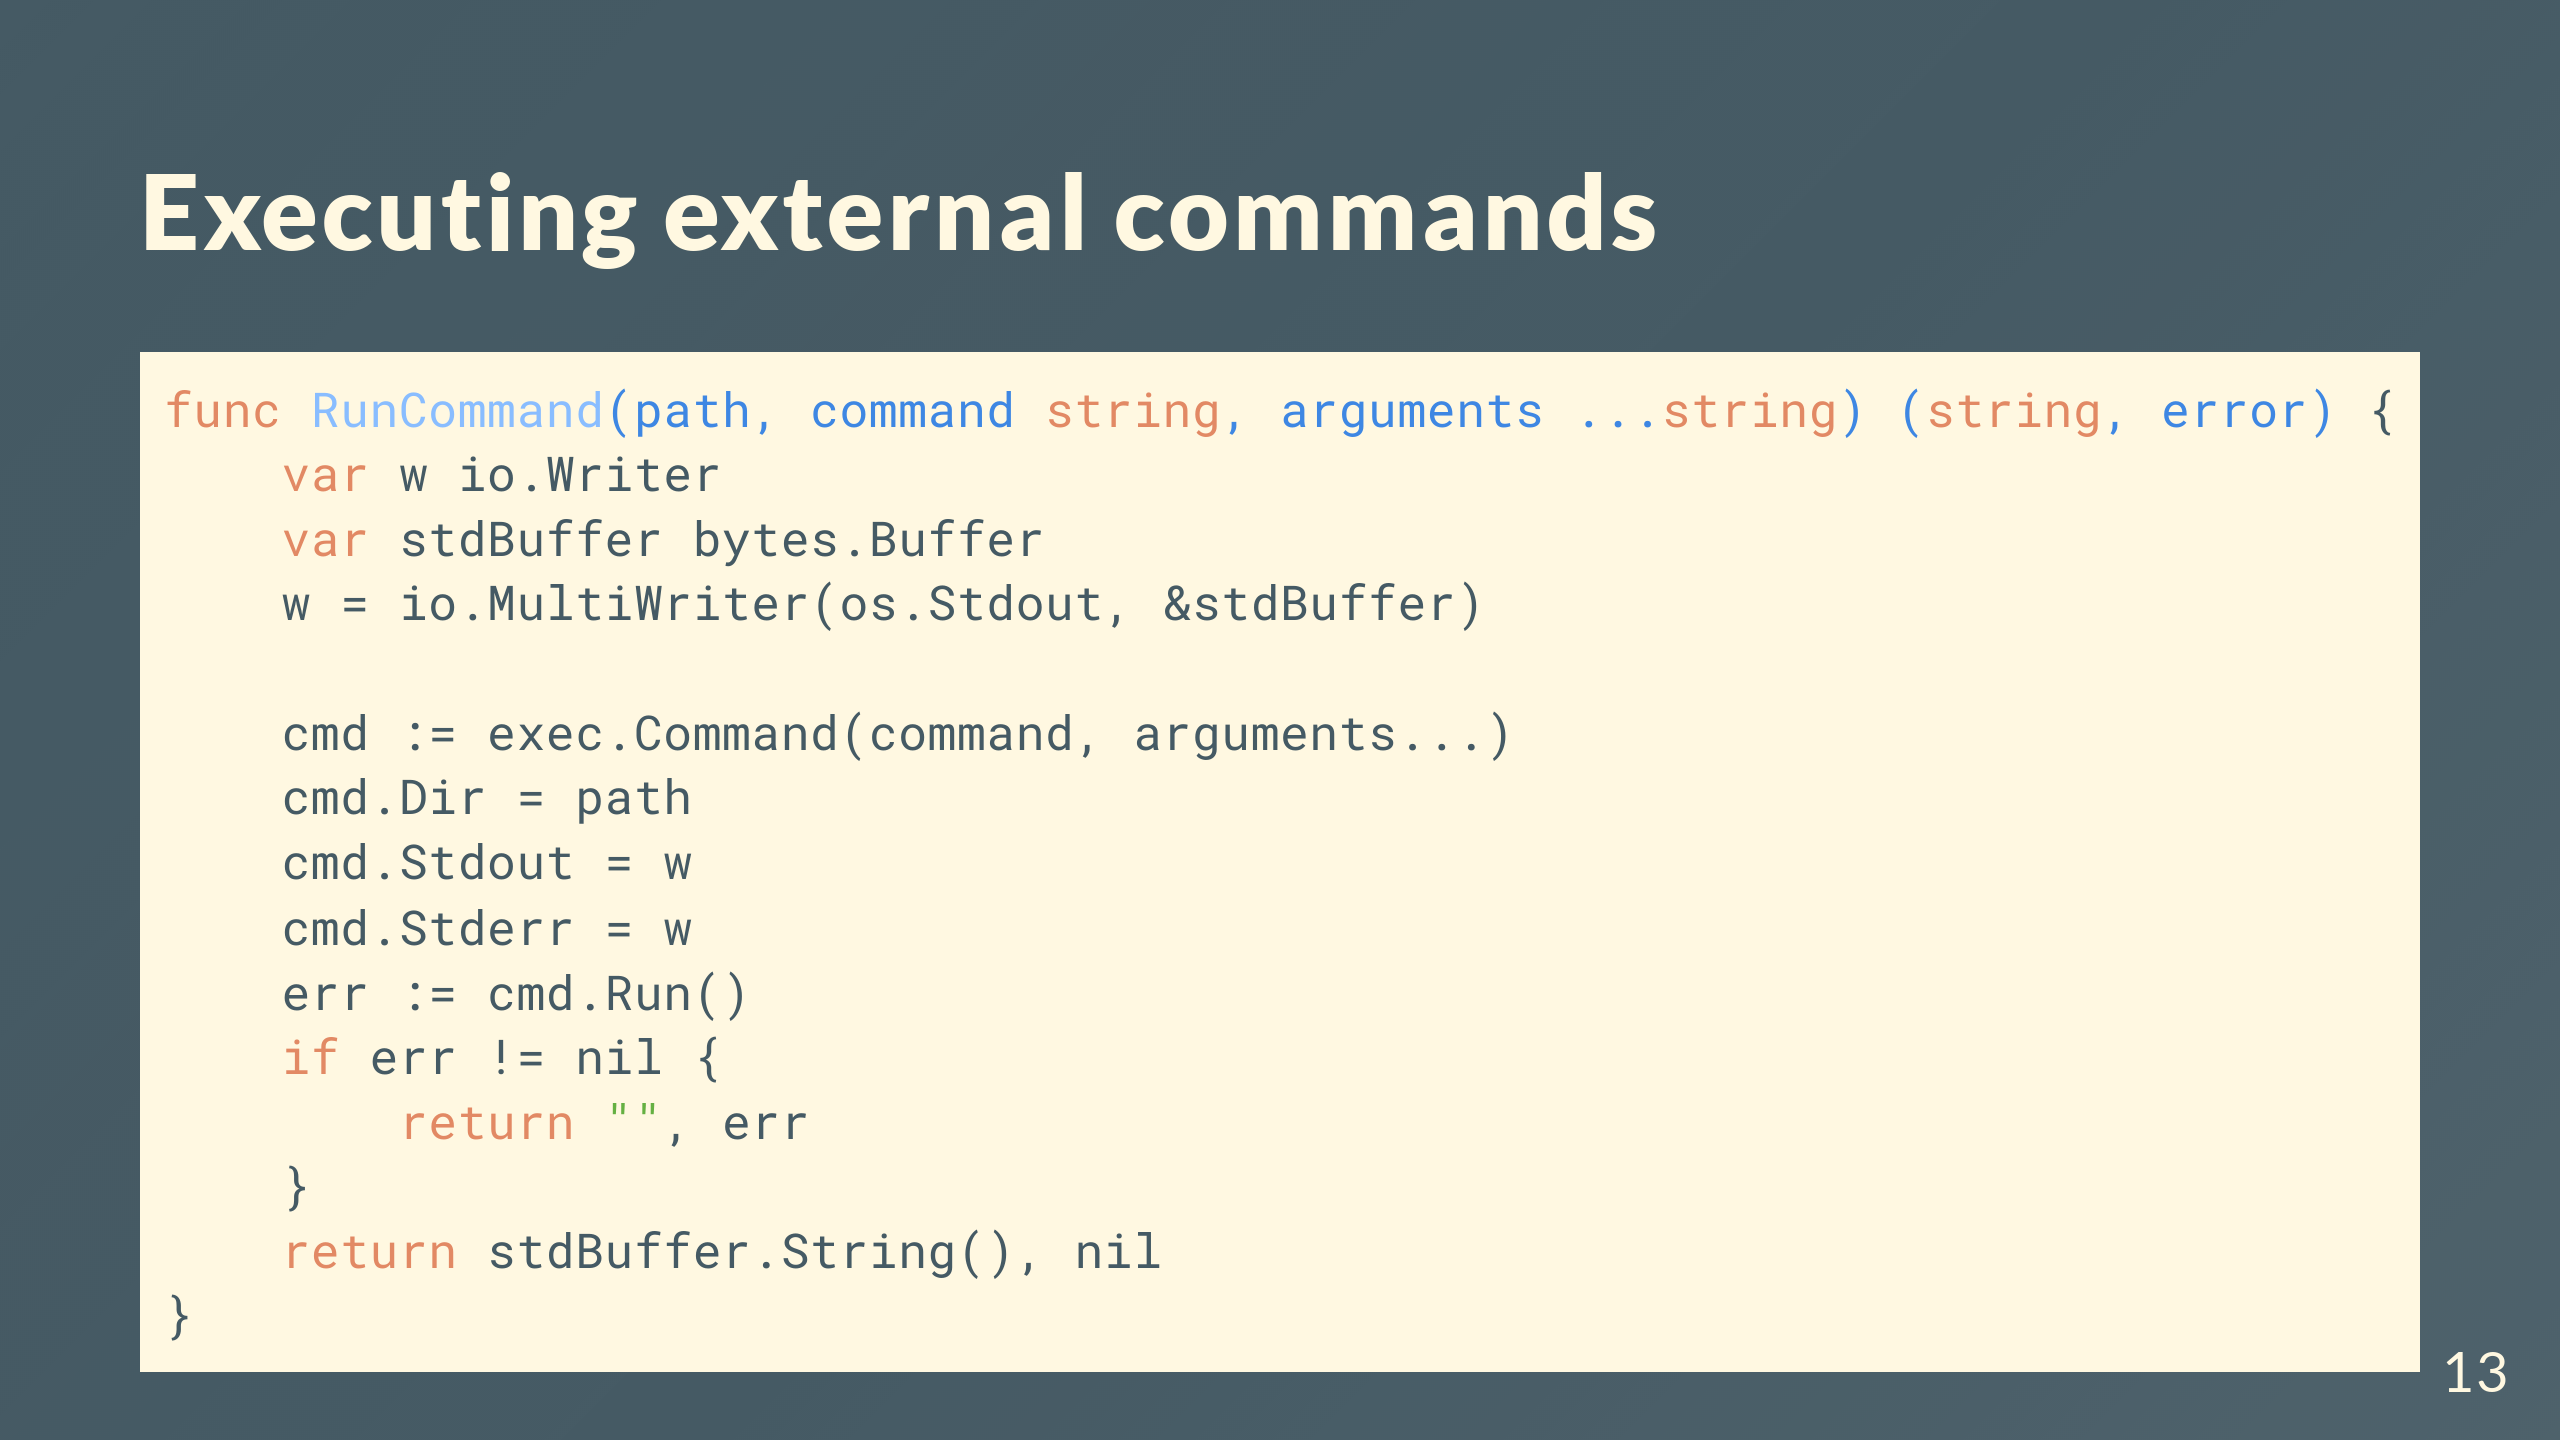 Executing external commands
func RunCommand(path, command string, arguments ...string) (string, error) {
    var w io.Writer
    var stdBuffer bytes.Buffer
    w = io.MultiWriter(os.Stdout, &stdBuffer)

    cmd := exec.Command(command, arguments...)
    cmd.Dir = path
    cmd.Stdout = w
    cmd.Stderr = w
    err := cmd.Run()
    if err != nil {
        return "", err
    }
    return stdBuffer.String(), nil
}
13